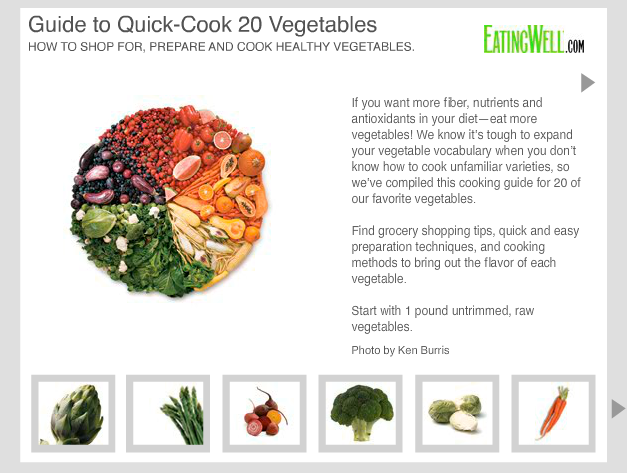 Guide to Quick-Cook 20 Vegetables
HOW TO SHOP FOR, PREPARE AND COOK HEALTHY VEGETABLES.
EATINGWELL.COM
If you want more fiber, nutrients and
antioxidants in your diet—eat more
vegetables! We know it's tough to expand
your vegetable vocabulary when you don't
know how to cook unfamiliar varieties, so
we've compiled this cooking guide for 20 of
our favorite vegetables.
Find grocery shopping tips, quick and easy
preparation techniques, and cooking
methods to bring out the flavor of each
vegetable.
Start with 1 pound untrimmed, raw
vegetables.
Photo by Ken Burris